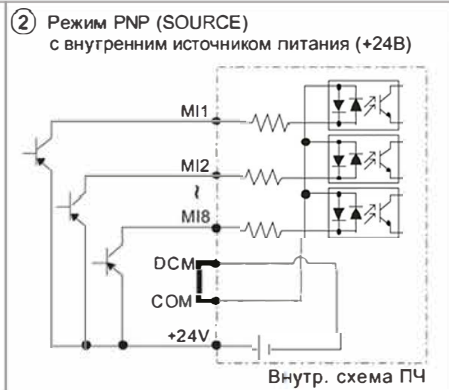 2 Режим PNP (SOURCE)
с внутренним источником питания (+24В)
MI1
MI2
~
MI8
DCM
COM
+24V
Внутр. схема ПЧ